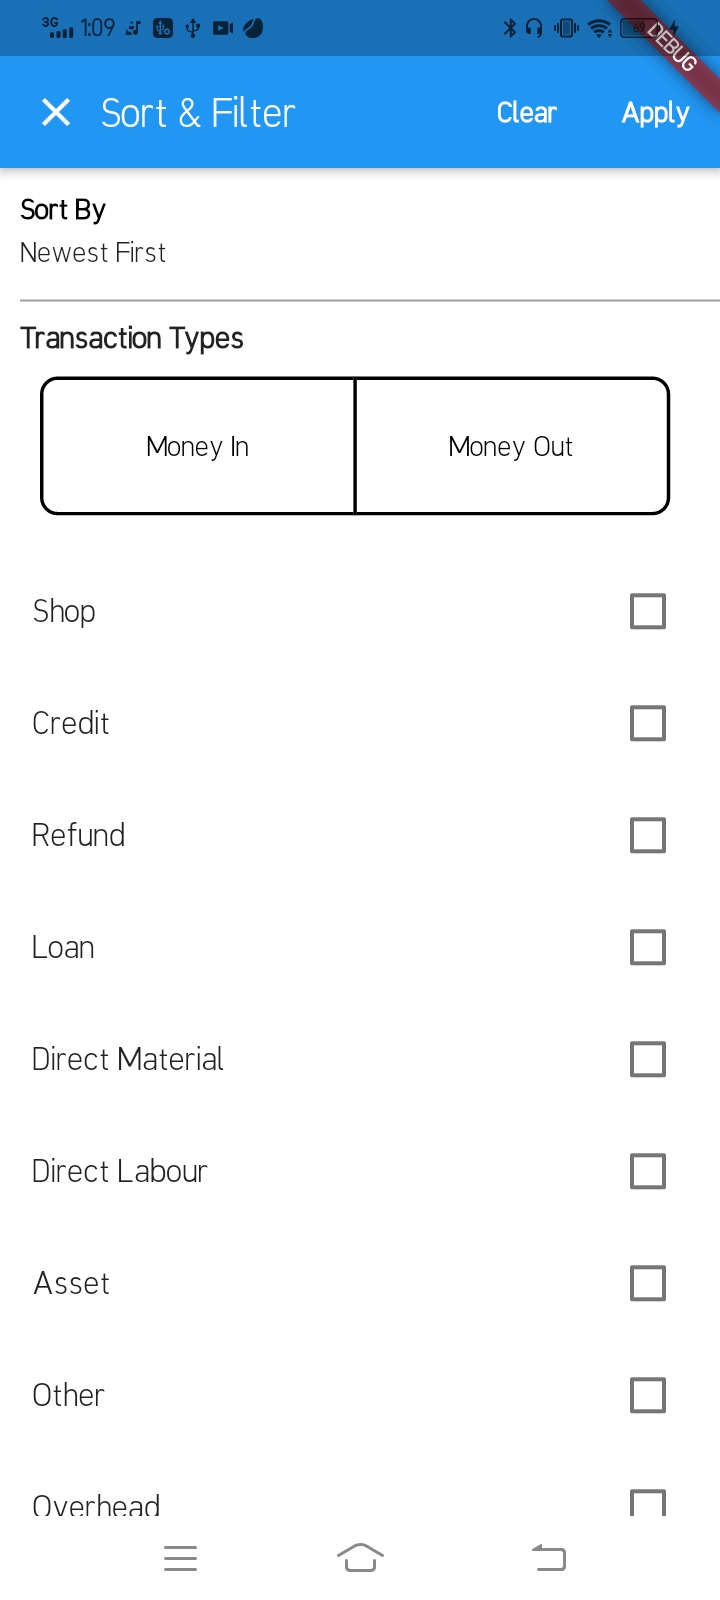 3G 1:09 69
DEBUG
Sort & Filter Clear Apply
Sort By
Newest First
Transaction Types
Money In Money Out
Shop
Credit
Refund
Loan
Direct Material
Direct Labour
Asset
Other
Overhead